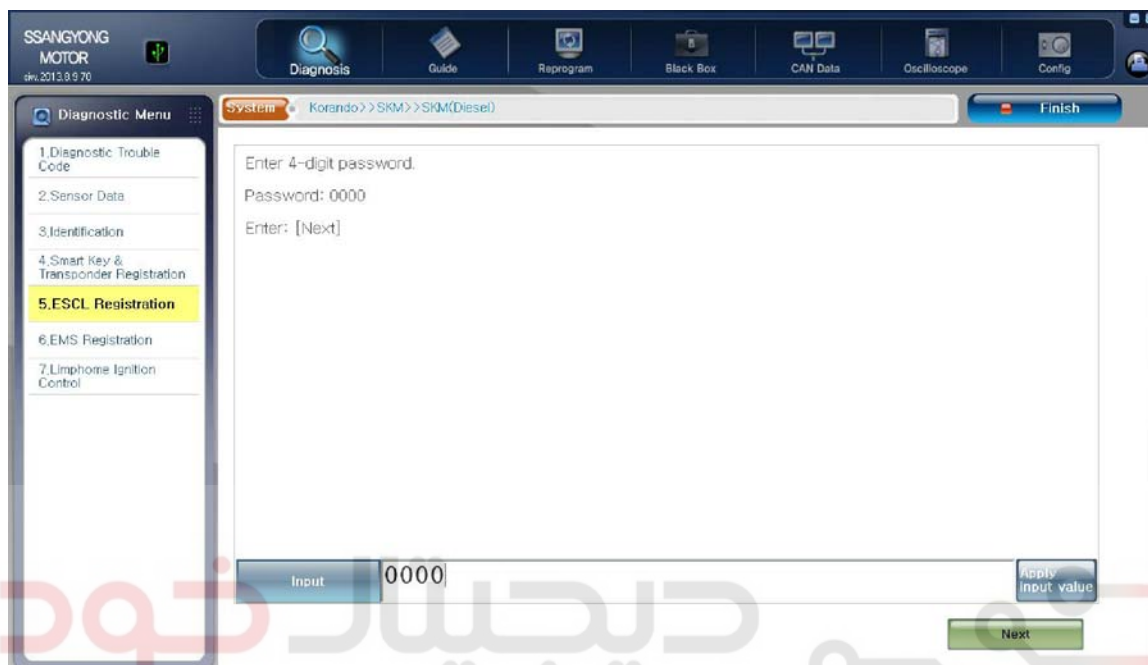 SSANGYONG
MOTOR
Diagnosis
Guide
Reprogram
Black Box
CAN Data
Oscilloscope
Config
Diagnostic Menu
System
Korando>>SKM>>SKM(Diesel)
Finish
1.Diagnostic Trouble
Code
2.Sensor Data
3.Identification
4.Smart Key &
Transponder Registration
5.ESCL Registration
6.EMS Registration
7.Limphome Ignition
Control
Enter 4-digit password.
Password: 0000
Enter: [Next]
Input
0000
Apply
Input value
Next
دیجیتال خودرو